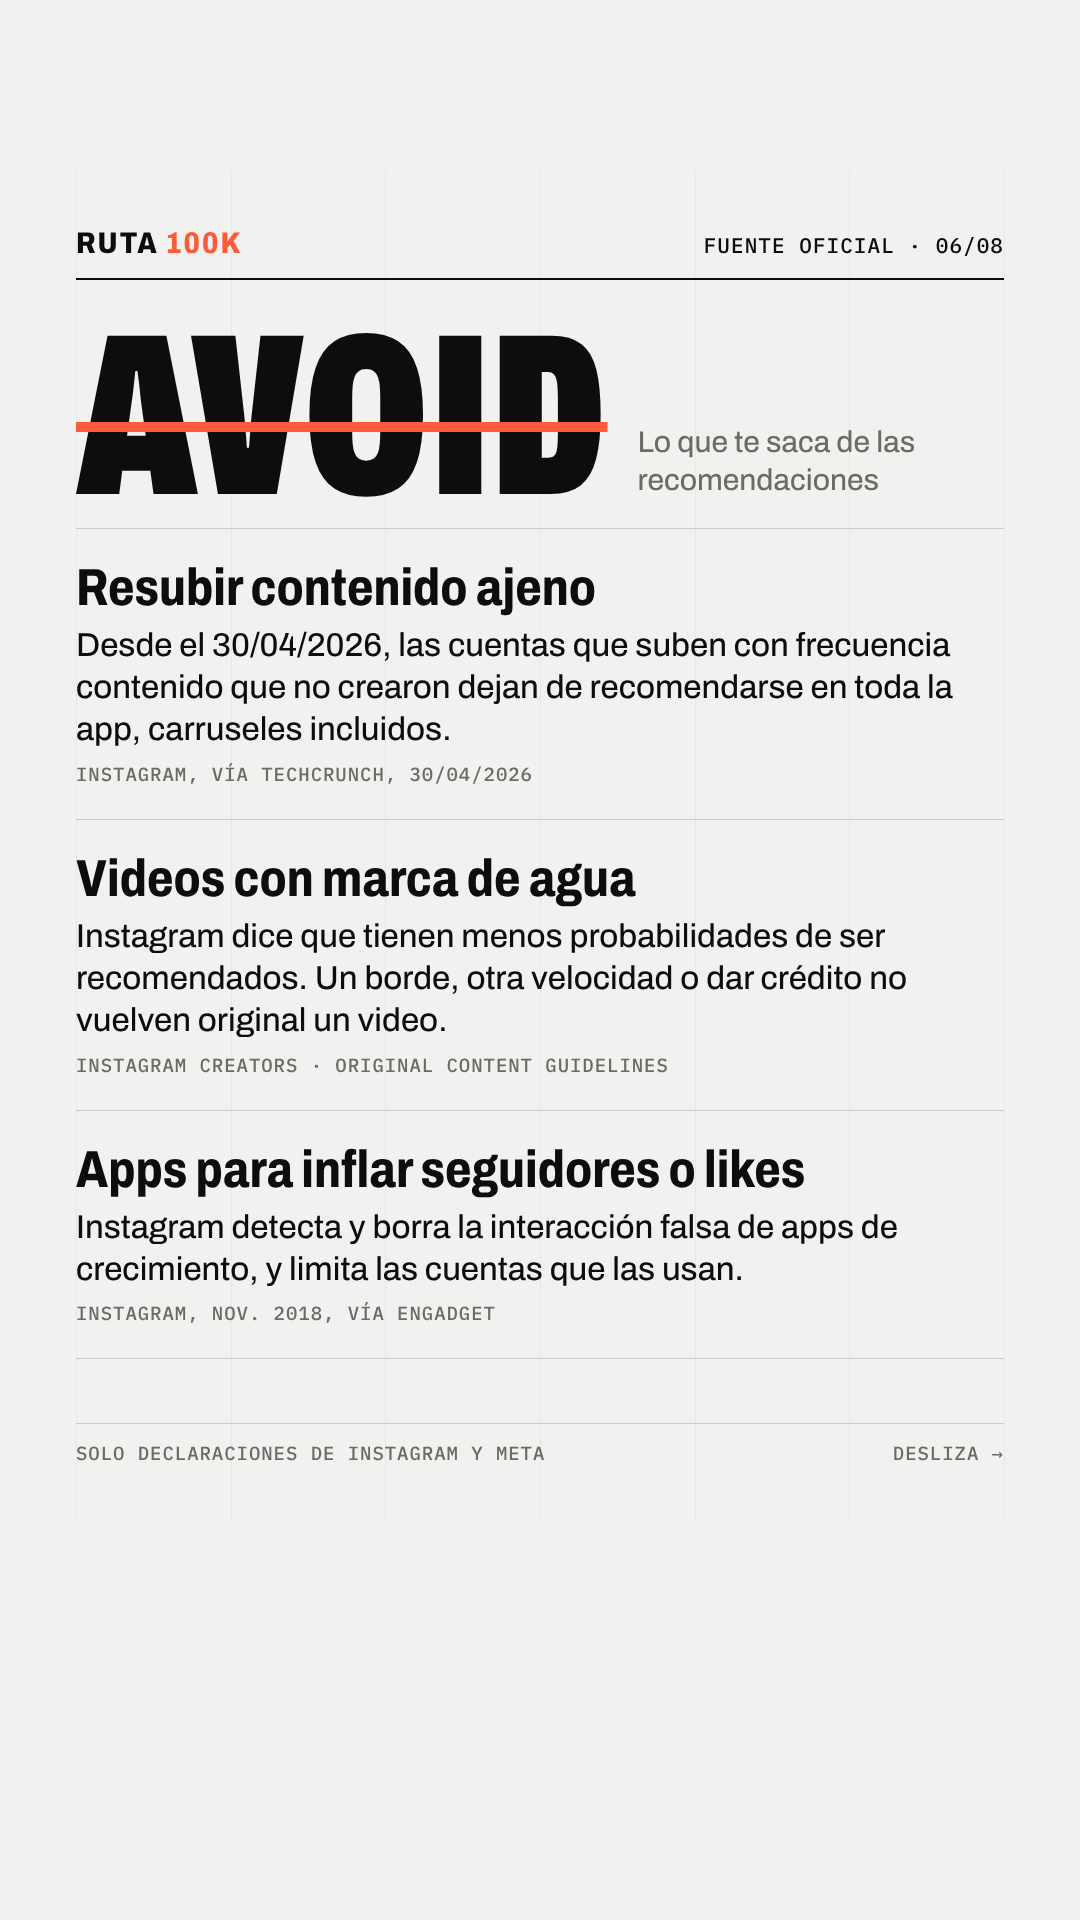 RUTA 100K
FUENTE OFICIAL · 06/08
AVOID
Lo que te saca de las
recomendaciones
Resubir contenido ajeno
Desde el 30/04/2026, las cuentas que suben con frecuencia
contenido que no crearon dejan de recomendarse en toda la
app, carruseles incluidos.
INSTAGRAM, VÍA TECHCRUNCH, 30/04/2026
Videos con marca de agua
Instagram dice que tienen menos probabilidades de ser
recomendados. Un borde, otra velocidad o dar crédito no
vuelven original un video.
INSTAGRAM CREATORS · ORIGINAL CONTENT GUIDELINES
Apps para inflar seguidores o likes
Instagram detecta y borra la interacción falsa de apps de
crecimiento, y limita las cuentas que las usan.
INSTAGRAM, NOV. 2018, VÍA ENGADGET
SOLO DECLARACIONES DE INSTAGRAM Y META
DESLIZA →